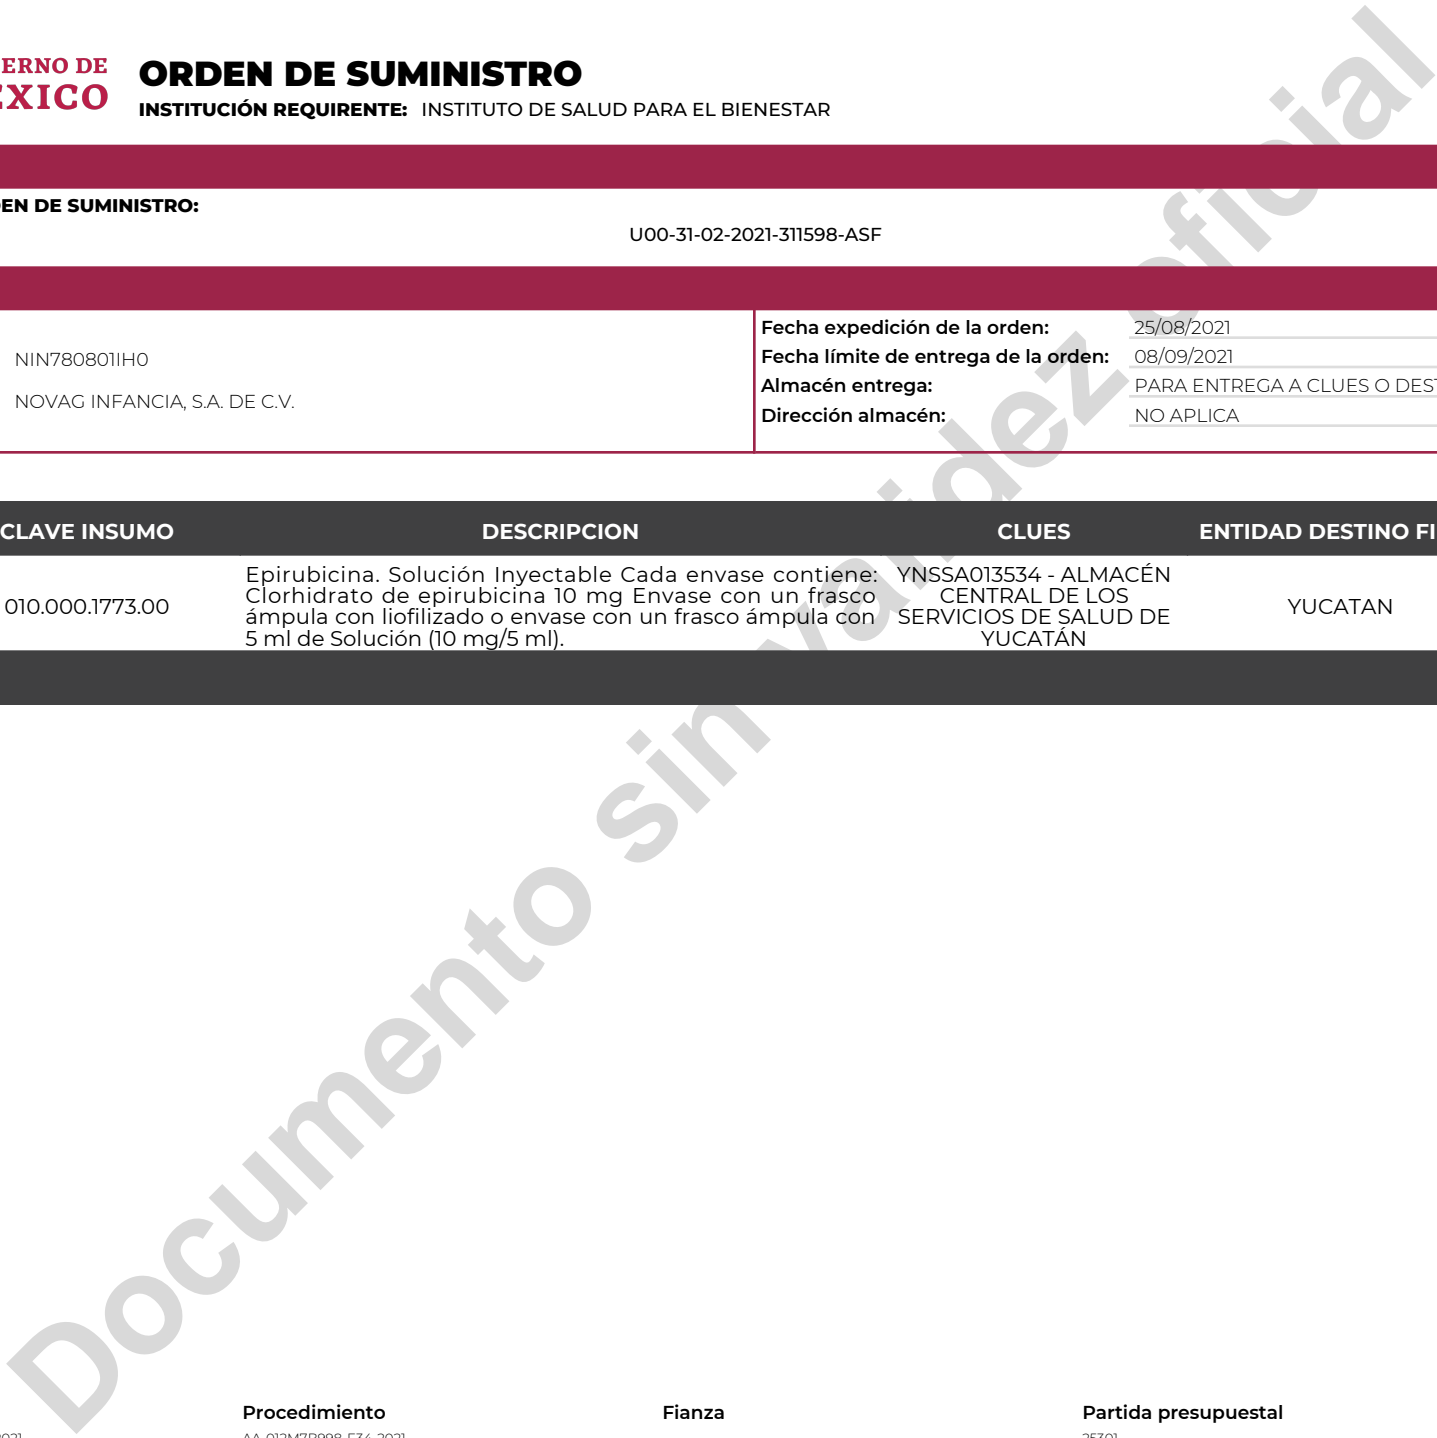 ERNO DE
ÉXICO
ORDEN DE SUMINISTRO
INSTITUCIÓN REQUIRENTE: INSTITUTO DE SALUD PARA EL BIENESTAR
EN DE SUMINISTRO:
U00-31-02-2021-311598-ASF
NIN780801IH0
NOVAG INFANCIA, S.A. DE C.V.
Fecha expedición de la orden: 25/08/2021
Fecha límite de entrega de la orden: 08/09/2021
Almacén entrega: PARA ENTREGA A CLUES O DEST
Dirección almacén: NO APLICA
CLAVE INSUMO DESCRIPCION CLUES ENTIDAD DESTINO FI
010.000.1773.00
Epirubicina. Solución Inyectable Cada envase contiene:
Clorhidrato de epirubicina 10 mg Envase con un frasco
ámpula con liofilizado o envase con un frasco ámpula con
5 ml de Solución (10 mg/5 ml).
YNSSA013534 - ALMACÉN
CENTRAL DE LOS
SERVICIOS DE SALUD DE
YUCATÁN
YUCATAN
Documento sin validez oficial
Procedimiento Fianza Partida presupuestal